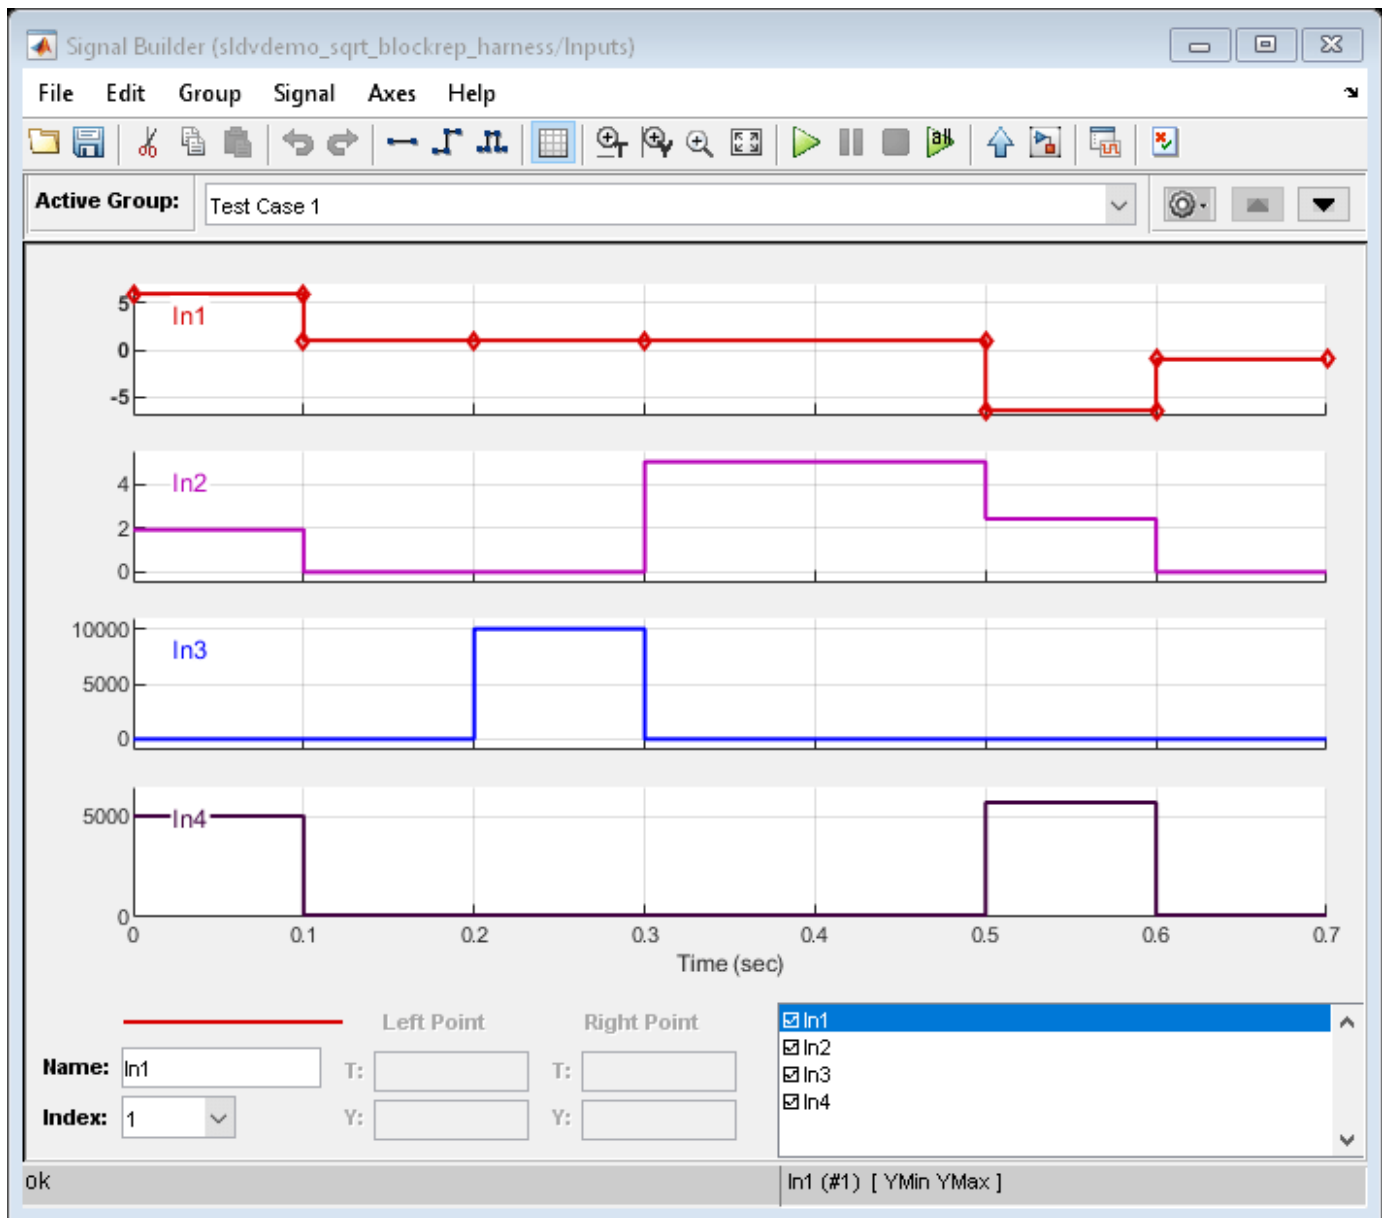 Signal Builder (sldvdemo_sqrt_blockrep_harness/Inputs)
File Edit Group Signal Axes Help
Active Group: Test Case 1
5
0
-5
In1
4
2
0
In2
10000
5000
0
In3
5000
0
In4
0 0.1 0.2 0.3 0.4 0.5 0.6 0.7
Time (sec)
Left Point Right Point
Name: In1 T: T:
Index: 1 Y: Y:
In1
In2
In3
In4
ok In1 (#1) [ YMin YMax ]